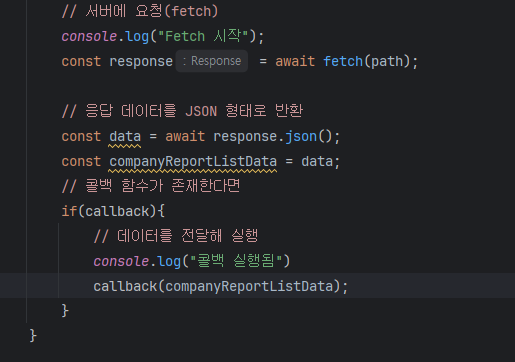 // 서버에 요청(fetch)
console.log("Fetch 시작");
const response : Response  = await fetch(path);
// 응답 데이터를 JSON 형태로 반환
const data = await response.json();
const companyReportListData = data;
// 콜백 함수가 존재한다면
if(callback){
// 데이터를 전달해 실행
console.log("콜백 실행됨")
callback(companyReportListData);
}
}